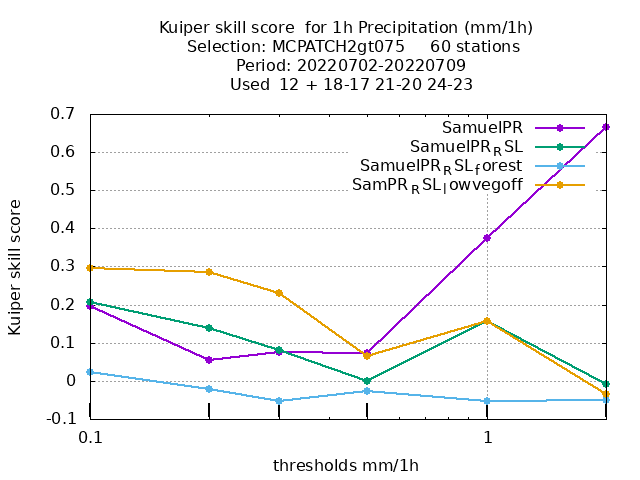 Kuiper skill score  for 1h Precipitation (mm/1h)
Selection: MCPATCH2gt075     60 stations
Period: 20220702-20220709
Used  12 + 18-17 21-20 24-23
SamuelPR
SamuelPR_RSL
SamuelPR_RSL_forest
SamPR_RSL_lowvegoff
0.7
0.6
0.5
0.4
0.3
0.2
0.1
0
-0.1
Kuiper skill score
0.1 1
thresholds mm/1h